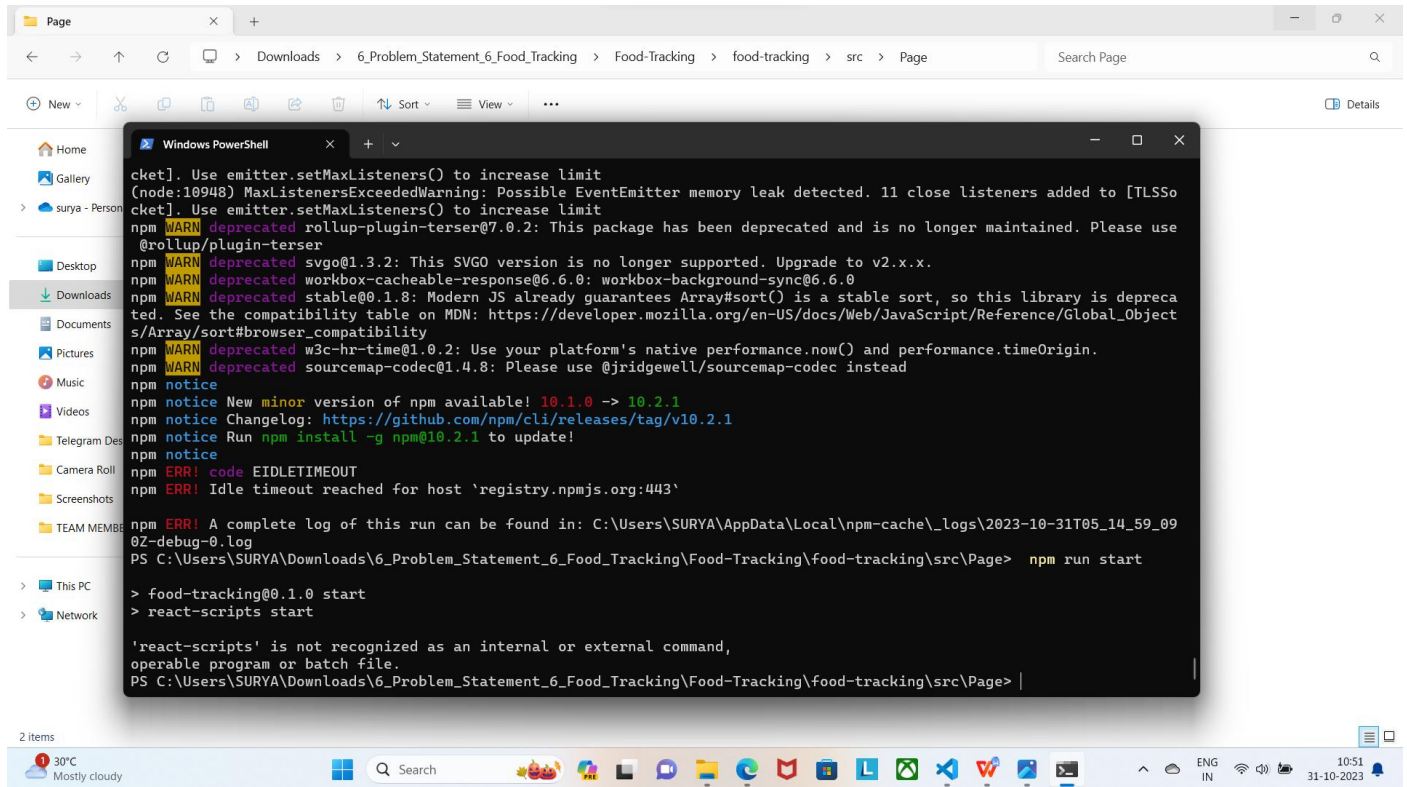 Page
Downloads > 6_Problem_Statement_6_Food_Tracking > Food-Tracking > food-tracking > src > Page
Search Page
New
Sort
View
Details
Home
Gallery
surya - Person
Desktop
Downloads
Documents
Pictures
Music
Videos
Telegram Des
Camera Roll
Screenshots
TEAM MEMBE
This PC
Network
Windows PowerShell
cket]. Use emitter.setMaxListeners() to increase limit
(node:10948) MaxListenersExceededWarning: Possible EventEmitter memory leak detected. 11 close listeners added to [TLSSo
cket]. Use emitter.setMaxListeners() to increase limit
npm WARN deprecated rollup-plugin-terser@7.0.2: This package has been deprecated and is no longer maintained. Please use
@rollup/plugin-terser
npm WARN deprecated svgo@1.3.2: This SVGO version is no longer supported. Upgrade to v2.x.x.
npm WARN deprecated workbox-cacheable-response@6.6.0: workbox-background-sync@6.6.0
npm WARN deprecated stable@0.1.8: Modern JS already guarantees Array#sort() is a stable sort, so this library is depreca
ted. See the compatibility table on MDN: https://developer.mozilla.org/en-US/docs/Web/JavaScript/Reference/Global_Object
s/Array/sort#browser_compatibility
npm WARN deprecated w3c-hr-time@1.0.2: Use your platform's native performance.now() and performance.timeOrigin.
npm WARN deprecated sourcemap-codec@1.4.8: Please use @jridgewell/sourcemap-codec instead
npm notice
npm notice New minor version of npm available! 10.1.0 -> 10.2.1
npm notice Changelog: https://github.com/npm/cli/releases/tag/v10.2.1
npm notice Run npm install -g npm@10.2.1 to update!
npm notice
npm ERR! code EIDLETIMEOUT
npm ERR! Idle timeout reached for host `registry.npmjs.org:443`
npm ERR! A complete log of this run can be found in: C:\Users\SURYA\AppData\Local\npm-cache\_logs\2023-10-31T05_14_59_09
0Z-debug-0.log
PS C:\Users\SURYA\Downloads\6_Problem_Statement_6_Food_Tracking\Food-Tracking\food-tracking\src\Page> npm run start
> food-tracking@0.1.0 start
> react-scripts start
'react-scripts' is not recognized as an internal or external command,
operable program or batch file.
PS C:\Users\SURYA\Downloads\6_Problem_Statement_6_Food_Tracking\Food-Tracking\food-tracking\src\Page>
2 items
1
30°C
Mostly cloudy
Search
PRE
L
W
ENG
IN
10:51
31-10-2023